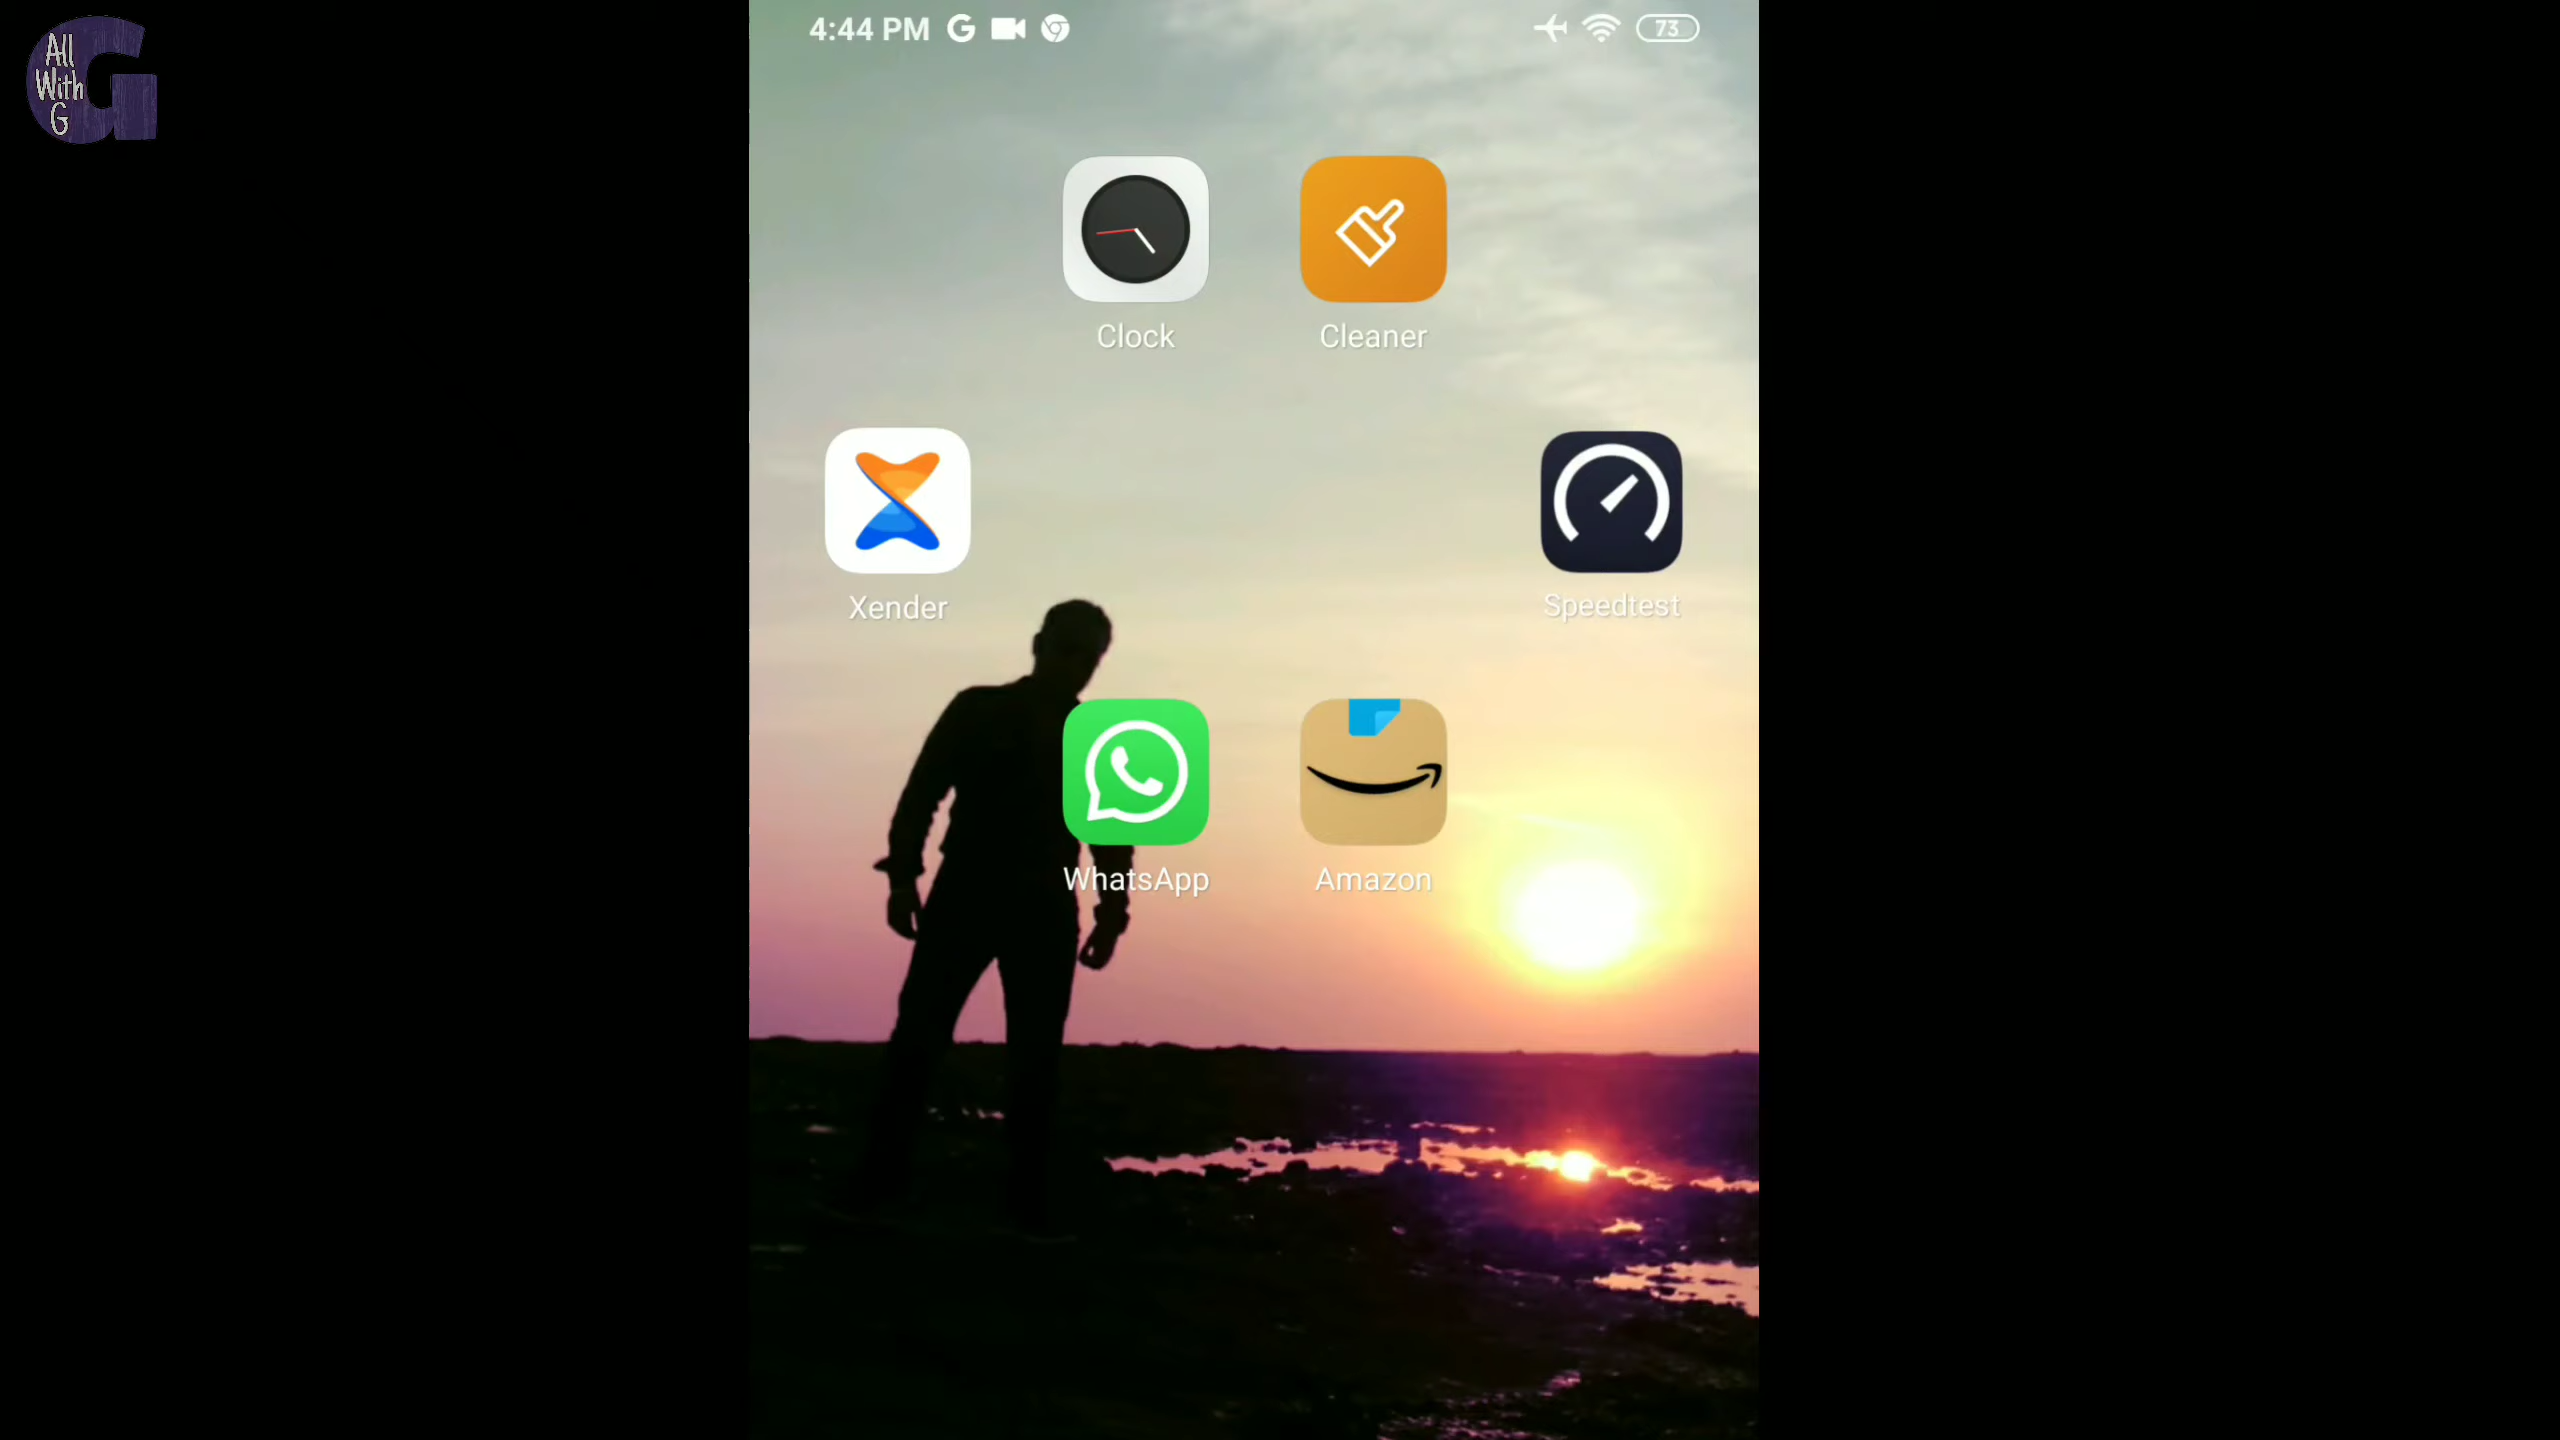 All
With
G
4:44 PM G 73
Clock Cleaner
Xender Speedtest
WhatsApp Amazon